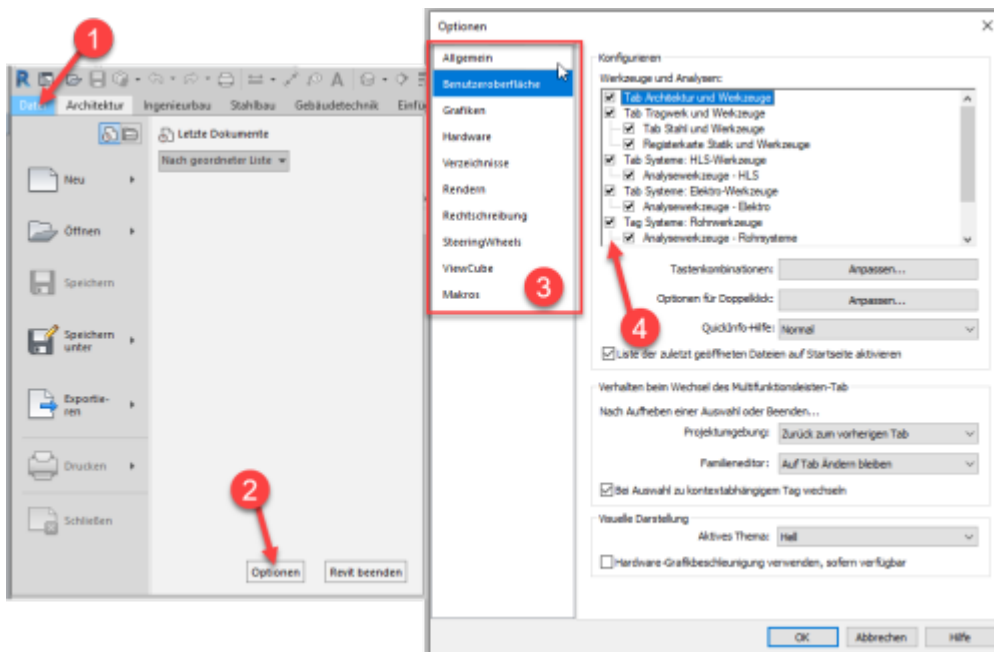 1
Optionen
R A
Datei Architektur Ingenieurbau Stahlbau Gebäudetechnik Einfüg
Letzte Dokumente
Nach geordneter Liste
Neu
Öffnen
Speichern
Speichern
unter
Exportie-
ren
Drucken
Schließen
2
Optionen Revit beenden
Allgemein
Benutzeroberfläche
Grafiken
Hardware
Verzeichnisse
Rendern
Rechtschreibung
SteeringWheels
ViewCube
Makros
3
Konfigurieren
Werkzeuge und Analysen:
Tab Architektur und Werkzeuge
Tab Tragwerk und Werkzeuge
Tab Stahl und Werkzeuge
Registerkarte Statik und Werkzeuge
Tab Systeme: HLS-Werkzeuge
Analysewerkzeuge - HLS
Tab Systeme: Elektro-Werkzeuge
Analysewerkzeuge - Elektro
Tag Systeme: Rohrwerkzeuge
Analysewerkzeuge - Rohrsysteme
4
Tastenkombinationen: Anpassen...
Optionen für Doppelklick: Anpassen...
QuickInfo-Hilfe: Normal
Liste der zuletzt geöffneten Dateien auf Startseite aktivieren
Verhalten beim Wechsel des Multifunktionsleisten-Tab
Nach Aufheben einer Auswahl oder Beenden...
Projektumgebung: Zurück zum vorherigen Tab
Familieneditor: Auf Tab Ändern bleiben
Bei Auswahl zu kontextabhängigem Tag wechseln
Visuelle Darstellung
Aktives Thema: Hell
Hardware-Grafikbeschleunigung verwenden, sofern verfügbar
OK Abbrechen Hilfe